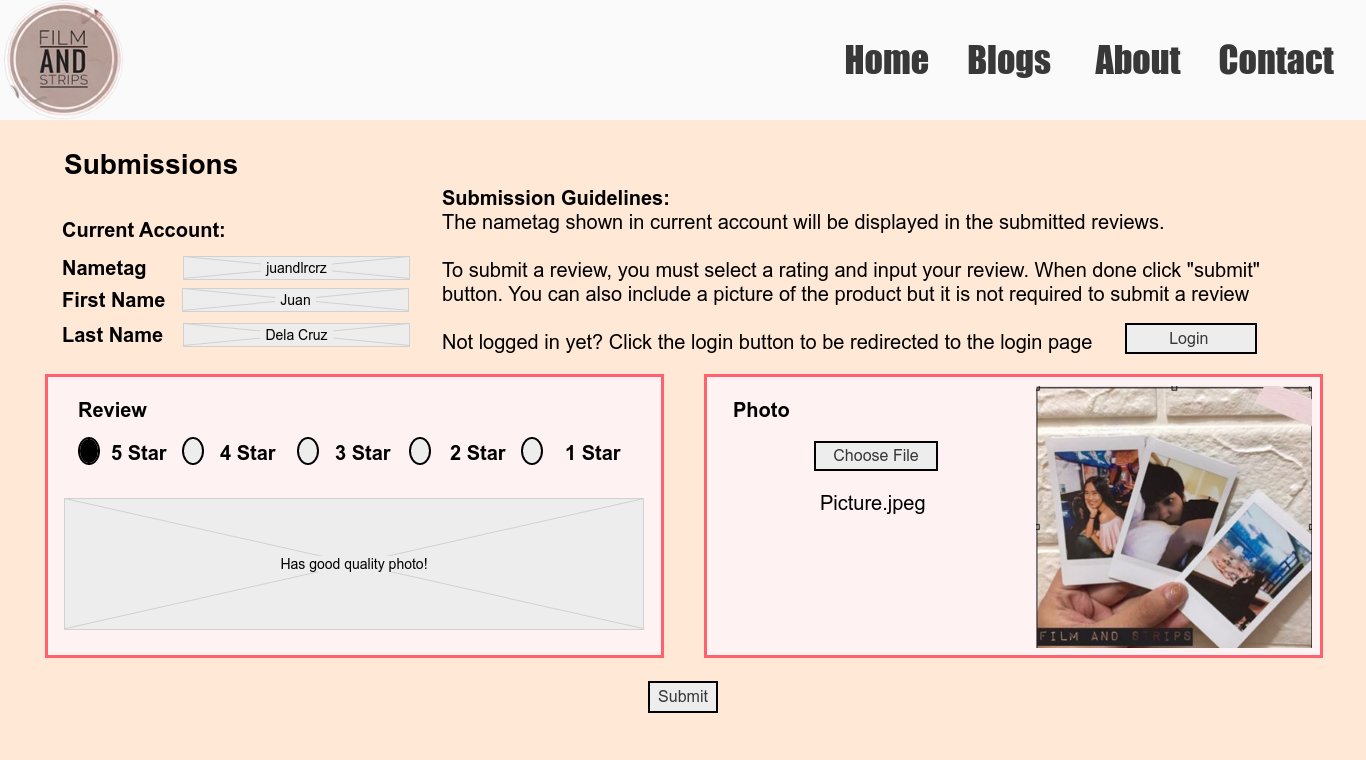 FILM
AND
STRIPS
Home Blogs About Contact
Submissions
Current Account:
Nametag juandlrcrz
First Name Juan
Last Name Dela Cruz
Submission Guidelines:
The nametag shown in current account will be displayed in the submitted reviews.
To submit a review, you must select a rating and input your review. When done click "submit"
button. You can also include a picture of the product but it is not required to submit a review
Not logged in yet? Click the login button to be redirected to the login page Login
Review
5 Star 4 Star 3 Star 2 Star 1 Star
Has good quality photo!
Photo
Choose File
Picture.jpeg
FILM AND STRIPS
Submit